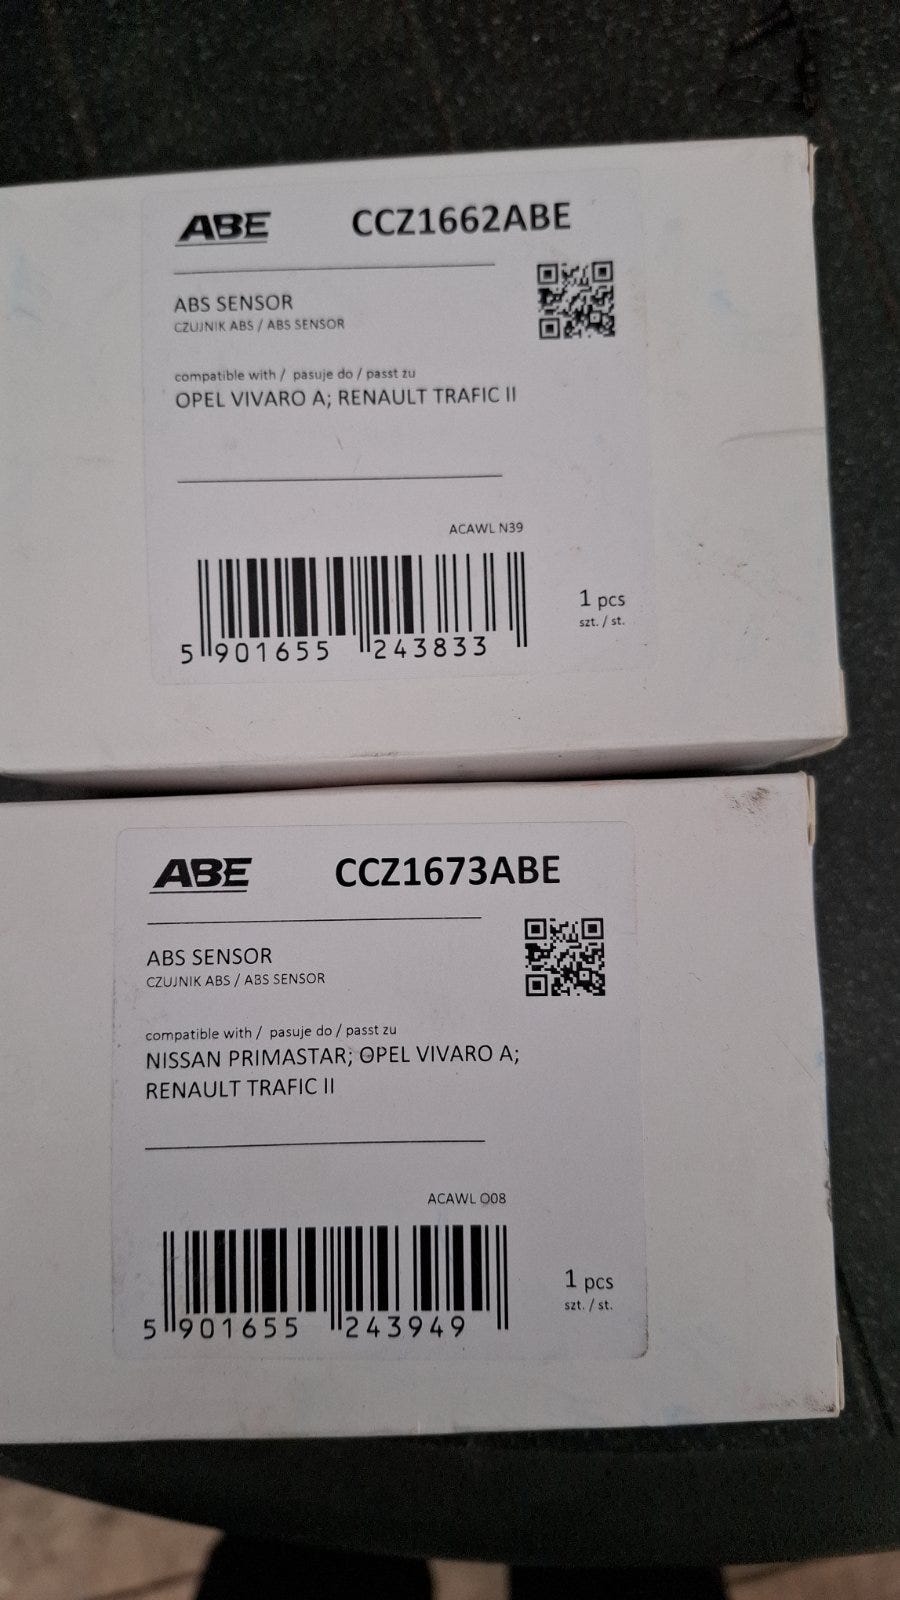 ABE CCZ1662ABE
ABS SENSOR
CZUJNIK ABS / ABS SENSOR
compatible with / pasuje do / passt zu
OPEL VIVARO A; RENAULT TRAFIC II
ACAWL N39
1 pcs
szt. / st.
5 901655 243833
ABE CCZ1673ABE
ABS SENSOR
CZUJNIK ABS / ABS SENSOR
compatible with / pasuje do / passt zu
NISSAN PRIMASTAR; OPEL VIVARO A;
RENAULT TRAFIC II
ACAWL O08
1 pcs
szt. / st.
5 901655 243949